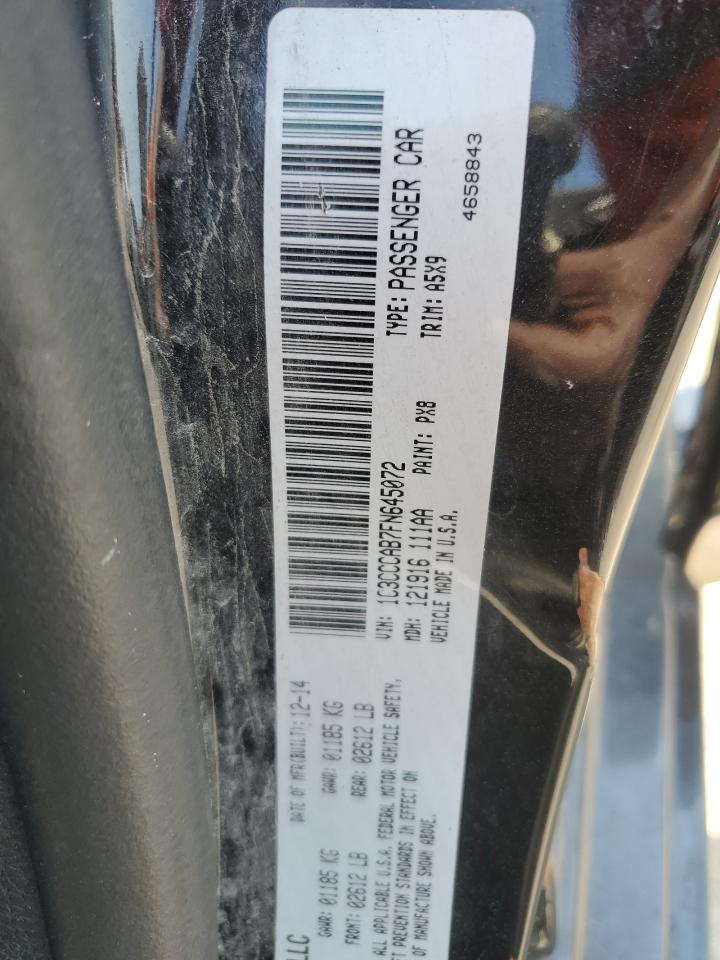 LLC
DATE OF MFR(BUILT): 12-14
GAWR: 01185 KG GAWR: 01185 KG
FRONT: 02612 LB REAR: 02612 LB
ALL APPLICABLE U.S.A. FEDERAL MOTOR VEHICLE SAFETY,
FT PREVENTION STANDARDS IN EFFECT ON
OF MANUFACTURE SHOWN ABOVE.
VIN: 1C3CCCAB7FN645072 TYPE: PASSENGER CAR
MDH: 121916 111AA PAINT: PX8 TRIM: A5X9
VEHICLE MADE IN U.S.A.
4658843